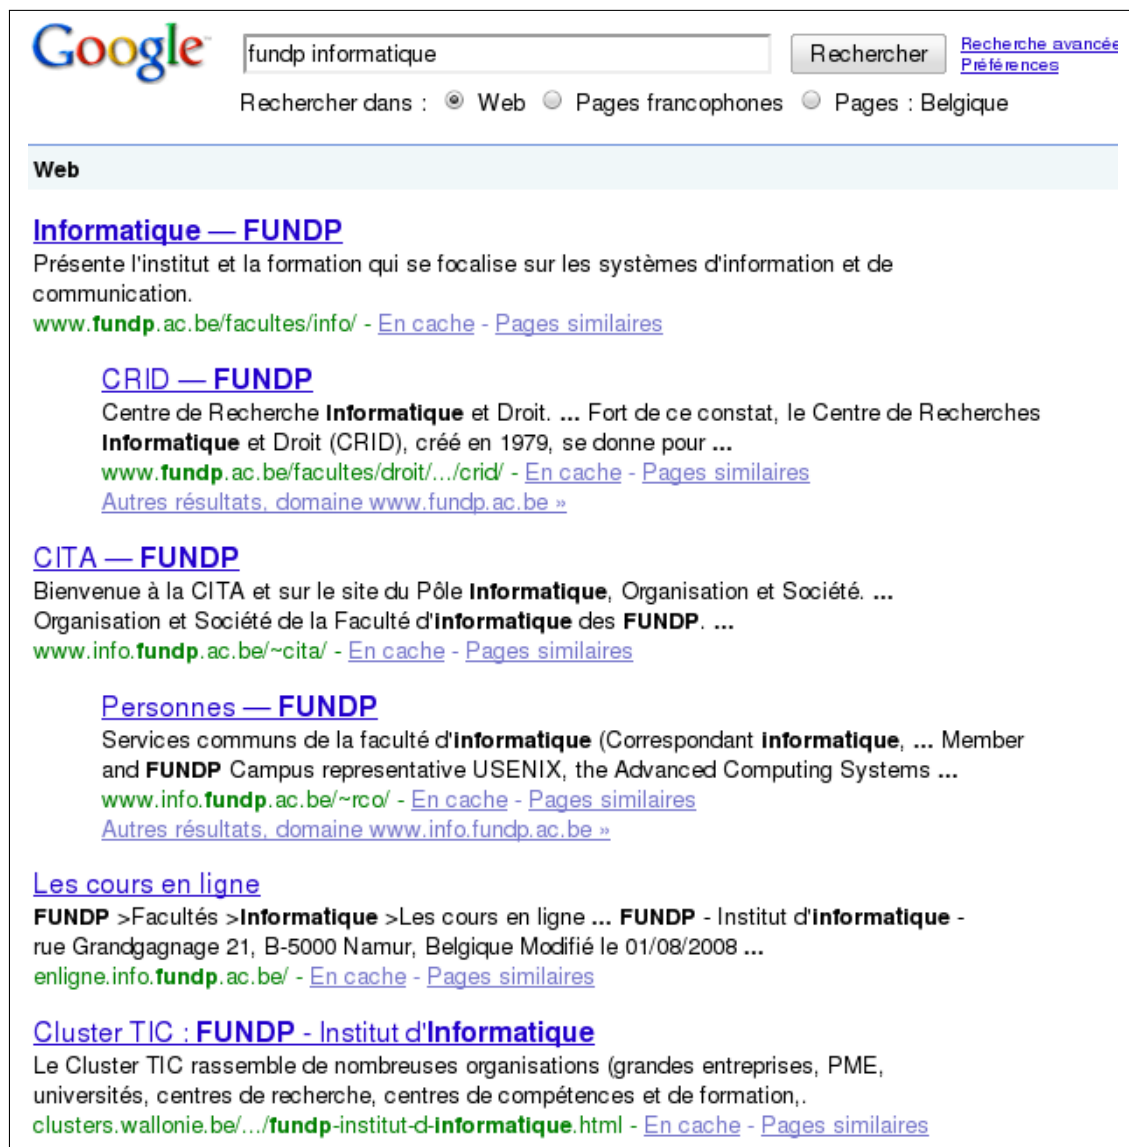 Google
fundp informatique
Rechercher
Recherche avancée
Préférences
Rechercher dans : Web Pages francophones Pages : Belgique
Web
Informatique — FUNDP
Présente l'institut et la formation qui se focalise sur les systèmes d'information et de
communication.
www.fundp.ac.be/facultes/info/ - En cache - Pages similaires
CRID — FUNDP
Centre de Recherche Informatique et Droit. ... Fort de ce constat, le Centre de Recherches
Informatique et Droit (CRID), créé en 1979, se donne pour ...
www.fundp.ac.be/facultes/droit/.../crid/ - En cache - Pages similaires
Autres résultats, domaine www.fundp.ac.be »
CITA — FUNDP
Bienvenue à la CITA et sur le site du Pôle Informatique, Organisation et Société. ...
Organisation et Société de la Faculté d'informatique des FUNDP. ...
www.info.fundp.ac.be/~cita/ - En cache - Pages similaires
Personnes — FUNDP
Services communs de la faculté d'informatique (Correspondant informatique, ... Member
and FUNDP Campus representative USENIX, the Advanced Computing Systems ...
www.info.fundp.ac.be/~rco/ - En cache - Pages similaires
Autres résultats, domaine www.info.fundp.ac.be »
Les cours en ligne
FUNDP >Facultés >Informatique >Les cours en ligne ... FUNDP - Institut d'informatique -
rue Grandgagnage 21, B-5000 Namur, Belgique Modifié le 01/08/2008 ...
enligne.info.fundp.ac.be/ - En cache - Pages similaires
Cluster TIC : FUNDP - Institut d'Informatique
Le Cluster TIC rassemble de nombreuses organisations (grandes entreprises, PME,
universités, centres de recherche, centres de compétences et de formation,.
clusters.wallonie.be/.../fundp-institut-d-informatique.html - En cache - Pages similaires